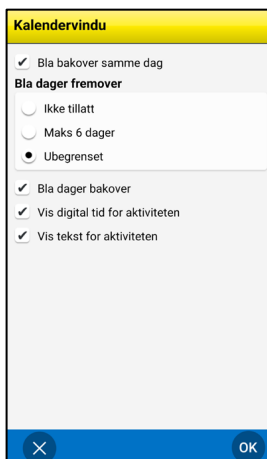 Kalendervindu
Bla bakover samme dag
Bla dager fremover
Ikke tillatt
Maks 6 dager
Ubegrenset
Bla dager bakover
Vis digital tid for aktiviteten
Vis tekst for aktiviteten
OK